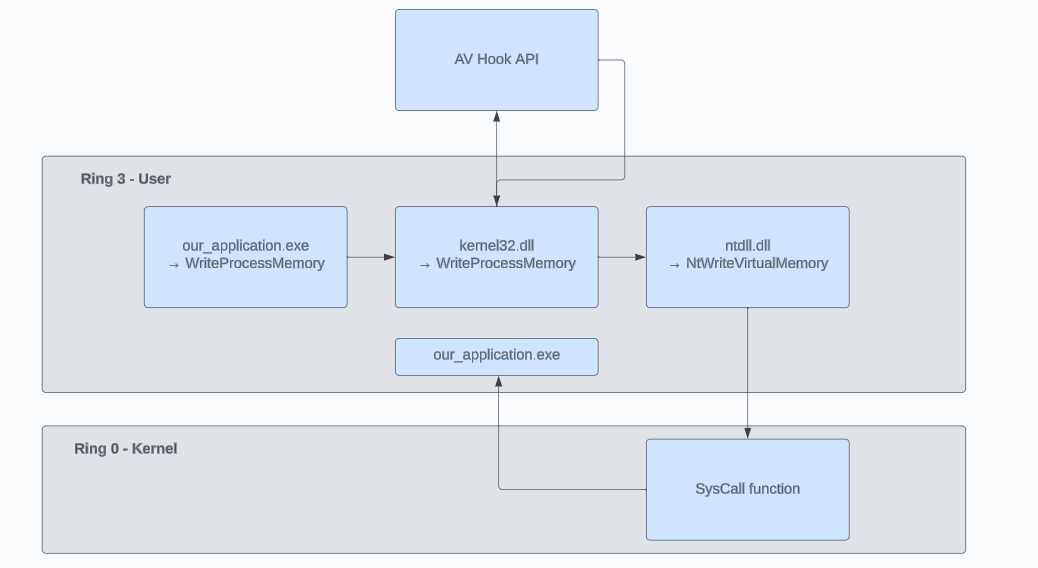 AV Hook API
Ring 3 - User
our_application.exe
→ WriteProcessMemory
kernel32.dll
→ WriteProcessMemory
ntdll.dll
→ NtWriteVirtualMemory
our_application.exe
Ring 0 - Kernel
SysCall function